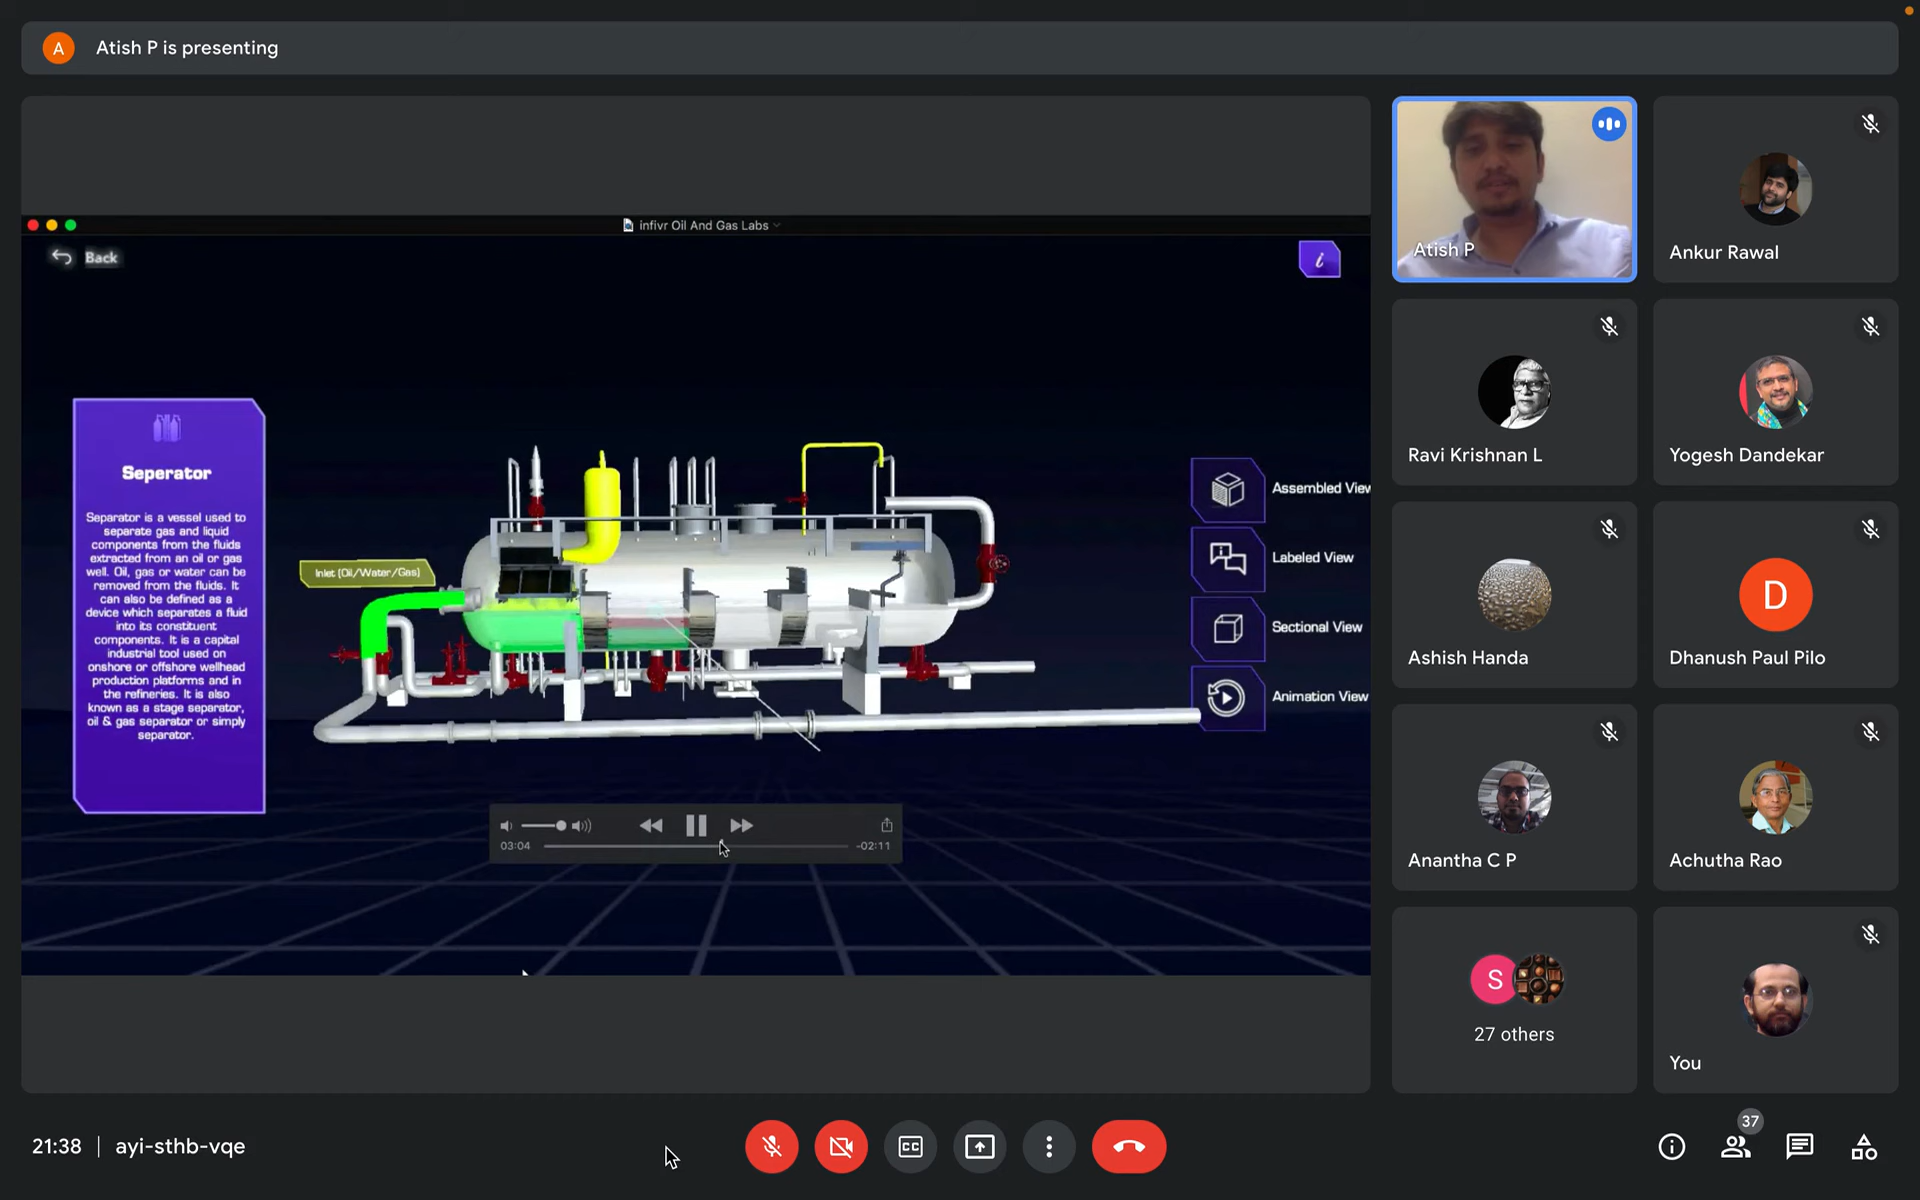 A
Atish P is presenting
infivr Oil And Gas Labs
Back
i
Seperator
Separator is a vessel used to
separate gas and liquid
components from the fluids
extracted from an oil or gas
well. Oil, gas or water can be
removed from the fluids. It
can also be defined as a
device which separates a fluid
into its constituent
components. It is a capital
industrial tool used on
onshore or offshore wellhead
production platforms and in
the refineries. It is also
known as a stage separator,
oil & gas separator or simply
separator.
Inlet (Oil/Water/Gas)
Assembled View
Labeled View
Sectional View
Animation View
03:04
-02:11
Atish P
Ankur Rawal
Ravi Krishnan L
Yogesh Dandekar
Ashish Handa
D
Dhanush Paul Pilo
Anantha C P
Achutha Rao
S
27 others
You
21:38 | ayi-sthb-vqe
CC
37